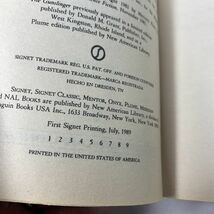 The Gunslinger previously appeared in a
published by Donald M. Grant,
West Kingston, Rhode Island, and
Plume edition published by New American Library.
S
SIGNET TRADEMARK REG. U.S. PAT. OFF. AND FOREIGN COUNTRIES
REGISTERED TRADEMARK—MARCA REGISTRADA
HECHO EN DRESDEN, TN
SIGNET, SIGNET CLASSIC, MENTOR, ONYX, PLUME, MERIDIAN
and NAL BOOKS are published by New American Library,
Penguin Books USA Inc., 1633 Broadway, New York, New York
First Signet Printing, July, 1989
1 2 3 4 5 6 7 8 9
PRINTED IN THE UNITED STATES OF AMERICA